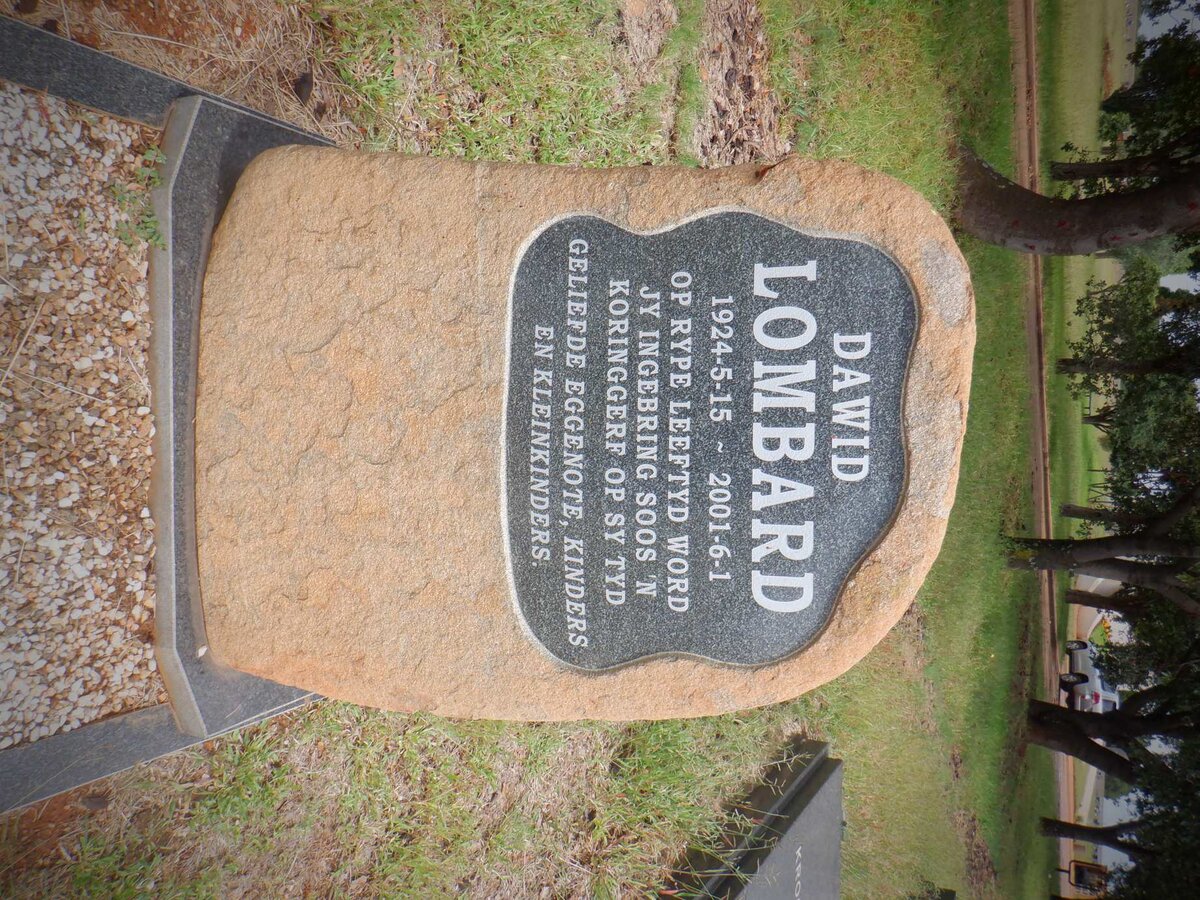 DAWID
LOMBARD
1924-5-15 ~ 2001-6-1
OP RYPE LEEFTYD WORD
JY INGEBRING SOOS 'N
KORINGGERF OP SY TYD
GELIEFDE EGGENOTE, KINDERS
EN KLEINKINDERS.